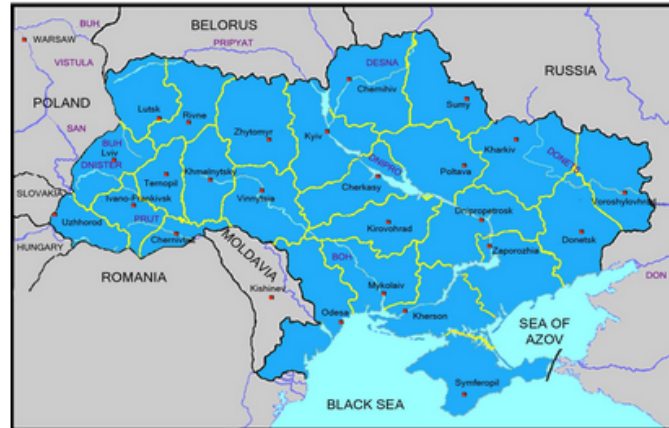 BELORUS
BUH
WARSAW
PRIPYAT
VISTULA
DESNA
RUSSIA
Chernihiv
POLAND
Sumy
Lutsk
Rivne
SAN
Zhytomyr
Kyiv
Kharkiv
BUH
Lviv
DNIPRO
DONETS
DNISTER
Khmelnytsky
Poltava
Ternopil
Cherkasy
SLOVAKIA
Ivano-Frankivsk
Vinnytsia
Voroshylovhrad
Uzhhorod
PRUT
Kirovohrad
Dnipropetrosk
Chernivtsi
Donetsk
HUNGARY
MOLDAVIA
Zaporozhia
BOH
ROMANIA
DON
Kishinev
Mykolaiv
Kherson
Odesa
SEA OF
AZOV
Symferopil
BLACK SEA